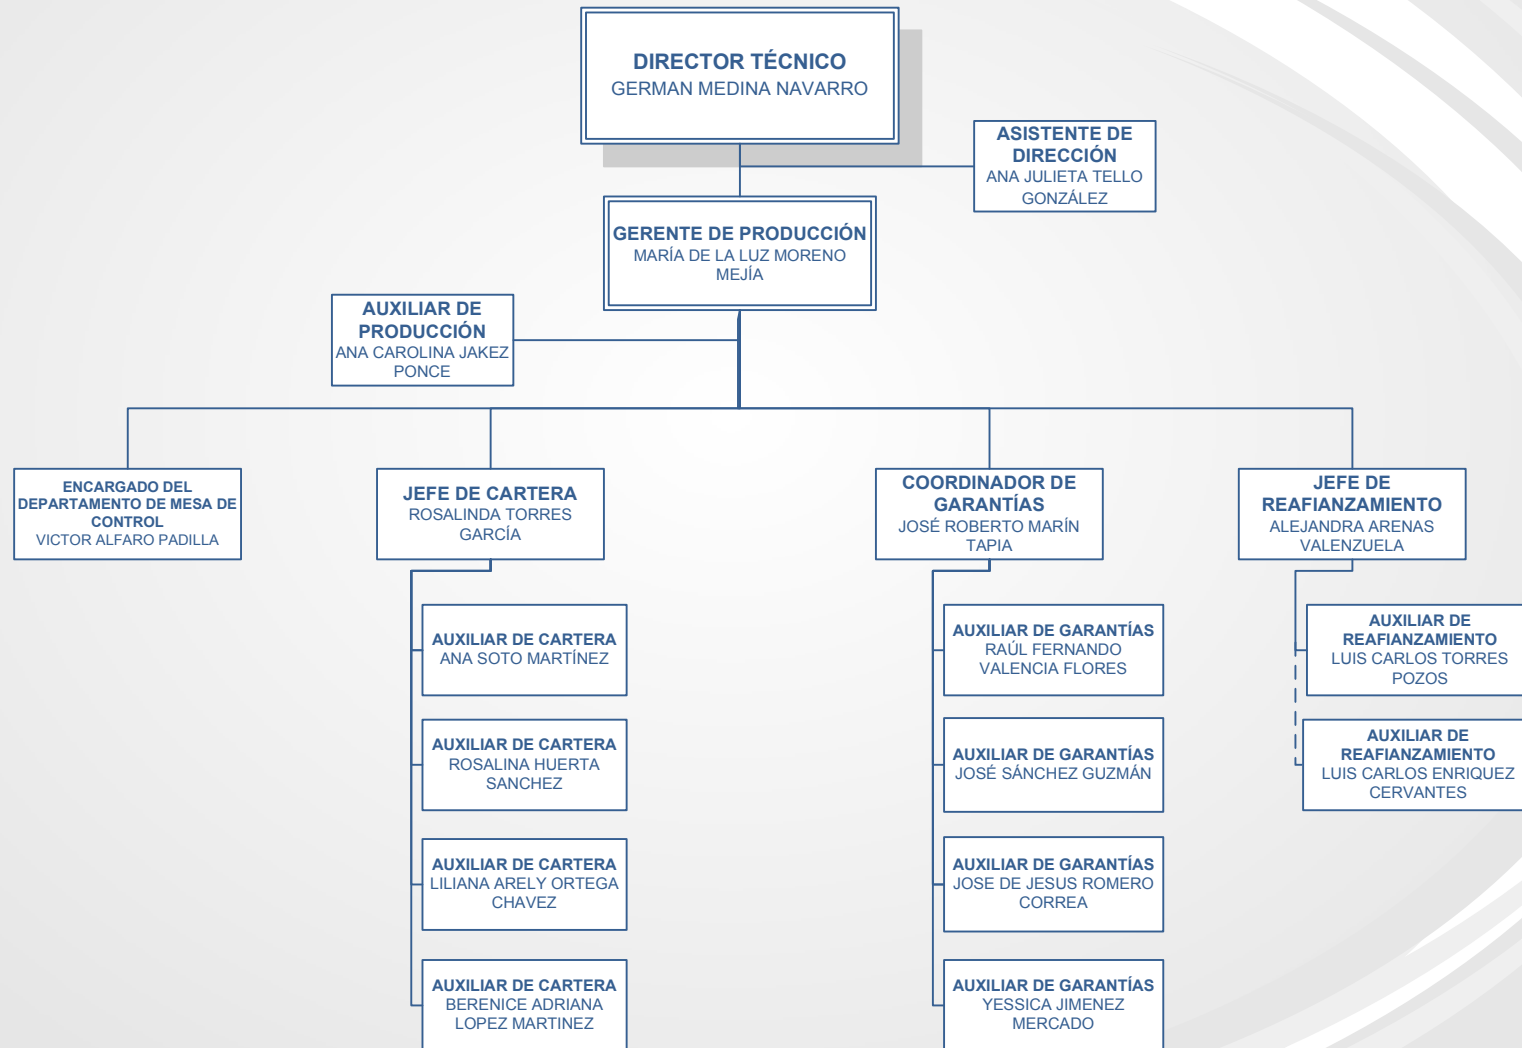 DIRECTOR TÉCNICO
GERMAN MEDINA NAVARRO
ASISTENTE DE
DIRECCIÓN
ANA JULIETA TELLO
GONZÁLEZ
GERENTE DE PRODUCCIÓN
MARÍA DE LA LUZ MORENO
MEJÍA
AUXILIAR DE
PRODUCCIÓN
ANA CAROLINA JAKEZ
PONCE
ENCARGADO DEL
DEPARTAMENTO DE MESA DE
CONTROL
VICTOR ALFARO PADILLA
JEFE DE CARTERA
ROSALINDA TORRES
GARCÍA
COORDINADOR DE
GARANTÍAS
JOSÉ ROBERTO MARÍN
TAPIA
JEFE DE
REAFIANZAMIENTO
ALEJANDRA ARENAS
VALENZUELA
AUXILIAR DE CARTERA
ANA SOTO MARTÍNEZ
AUXILIAR DE CARTERA
ROSALINA HUERTA
SANCHEZ
AUXILIAR DE CARTERA
LILIANA ARELY ORTEGA
CHAVEZ
AUXILIAR DE CARTERA
BERENICE ADRIANA
LOPEZ MARTINEZ
AUXILIAR DE GARANTÍAS
RAÚL FERNANDO
VALENCIA FLORES
AUXILIAR DE GARANTÍAS
JOSÉ SÁNCHEZ GUZMÁN
AUXILIAR DE GARANTÍAS
JOSE DE JESUS ROMERO
CORREA
AUXILIAR DE GARANTÍAS
YESSICA JIMENEZ
MERCADO
AUXILIAR DE
REAFIANZAMIENTO
LUIS CARLOS TORRES
POZOS
AUXILIAR DE
REAFIANZAMIENTO
LUIS CARLOS ENRIQUEZ
CERVANTES